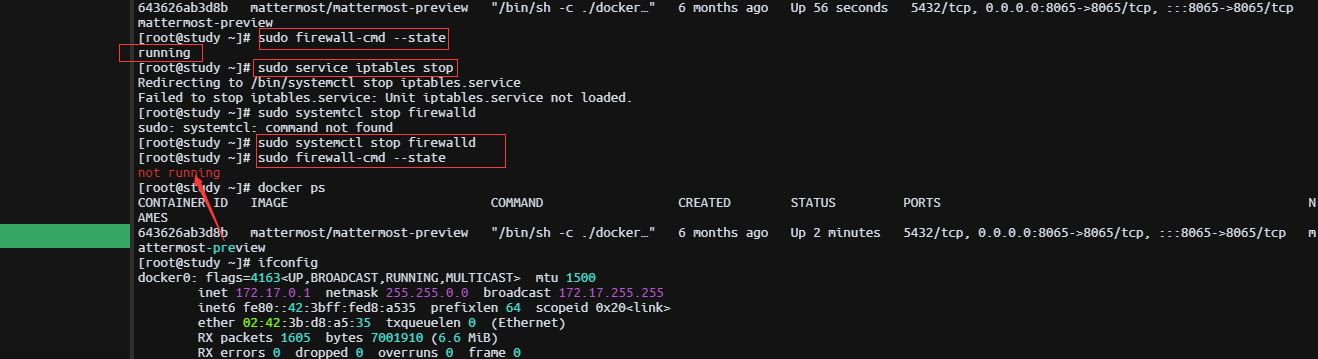 643626ab3d8b   mattermost/mattermost-preview   "/bin/sh -c ./docker…"   6 months ago   Up 56 seconds   5432/tcp, 0.0.0.0:8065->8065/tcp, :::8065->8065/tcp
mattermost-preview
[root@study ~]# sudo firewall-cmd --state
running
[root@study ~]# sudo service iptables stop
Redirecting to /bin/systemctl stop iptables.service
Failed to stop iptables.service: Unit iptables.service not loaded.
[root@study ~]# sudo systemtcl stop firewalld
sudo: systemtcl: command not found
[root@study ~]# sudo systemctl stop firewalld
[root@study ~]# sudo firewall-cmd --state
not running
[root@study ~]# docker ps
CONTAINER ID   IMAGE                           COMMAND                  CREATED        STATUS         PORTS                                                 N
AMES
643626ab3d8b   mattermost/mattermost-preview   "/bin/sh -c ./docker…"   6 months ago   Up 2 minutes   5432/tcp, 0.0.0.0:8065->8065/tcp, :::8065->8065/tcp   m
attermost-preview
[root@study ~]# ifconfig
docker0: flags=4163<UP,BROADCAST,RUNNING,MULTICAST>  mtu 1500
        inet 172.17.0.1  netmask 255.255.0.0  broadcast 172.17.255.255
        inet6 fe80::42:3bff:fed8:a535  prefixlen 64  scopeid 0x20<link>
        ether 02:42:3b:d8:a5:35  txqueuelen 0  (Ethernet)
        RX packets 1605  bytes 7001910 (6.6 MiB)
        RX errors 0  dropped 0  overruns 0  frame 0